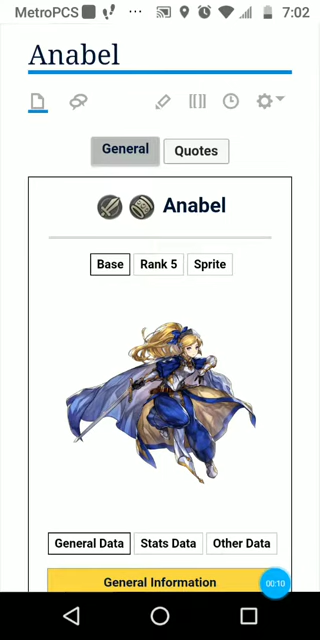 MetroPCS 7:02
Anabel
General Quotes
Anabel
Base Rank 5 Sprite
General Data Stats Data Other Data
General Information
00:10